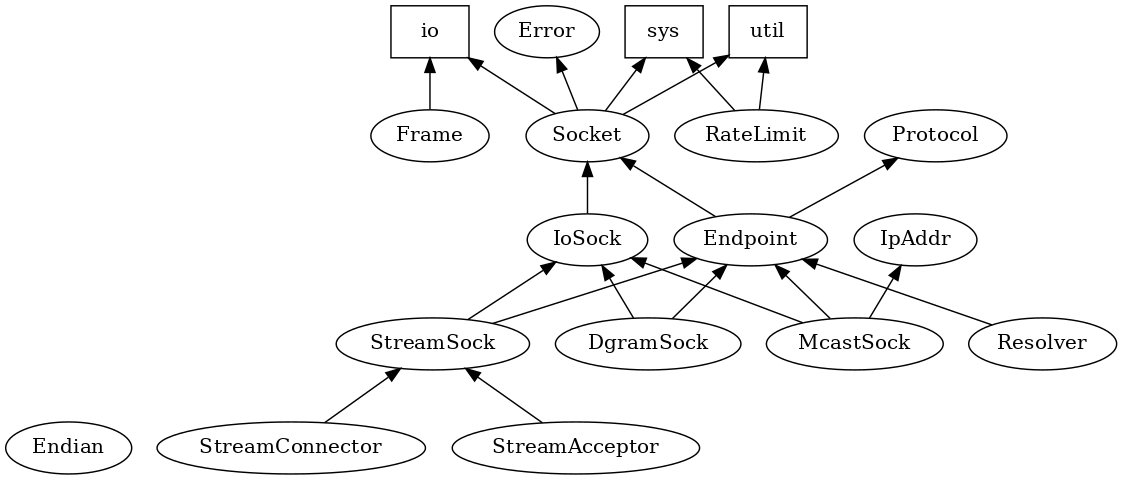 io
Error
sys
util
Frame
Socket
RateLimit
Protocol
IoSock
Endpoint
IpAddr
StreamSock
DgramSock
McastSock
Resolver
Endian
StreamConnector
StreamAcceptor